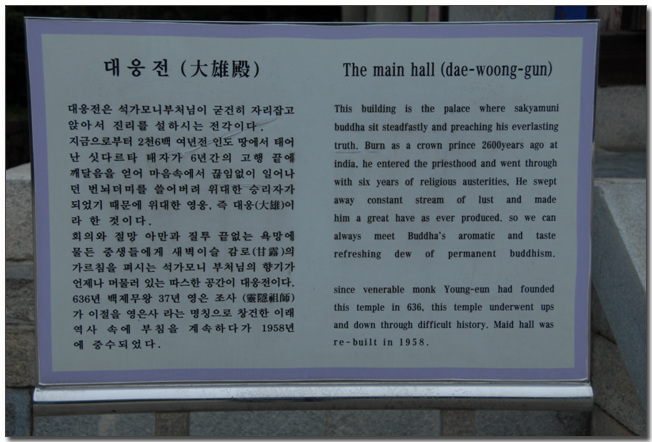 대웅전 (大雄殿)
대웅전은 석가모니부처님이 굳건히 자리잡고
앉아서 진리를 설하시는 전각이다.
지금으로부터 2천6백 여년전 인도 땅에서 태어
난 싯다르타 태자가 6년간의 고행 끝에
깨달음을 얻어 마음속에서 끊임없이 일어나
던 번뇌더미를 쓸어버려 위대한 승리자가
되었기 때문에 위대한 영웅, 즉 대웅(大雄)이
라 한 것이다.
회의와 절망 아만과 질투 끝없는 욕망에
물든 중생들에게 새벽이슬 감로(甘露)의
가르침을 펴시는 석가모니 부처님의 향기가
언제나 머물러 있는 따스한 공간이 대웅전이다.
636년 백제무왕 37년 영은 조사 (靈隱祖師)
가 이절을 영은사 라는 명칭으로 창건한 이래
역사 속에 부침을 계속하다가 1958년
에 중수되었다.
The main hall (dae-woong-gun)
This building is the palace where sakyamuni
buddha sit steadfastly and preaching his everlasting
truth. Burn as a crown prince 2600years ago at
india, he entered the priesthood and went through
with six years of religious austerities, He swept
away constant stream of lust and made
him a great have as ever produced. so we can
always meet Buddha's aromatic and taste
refreshing dew of permanent buddhism.
since venerable monk Young-eun had founded
this temple in 636, this temple underwent ups
and down through difficult history. Maid hall was
re-built in 1958.